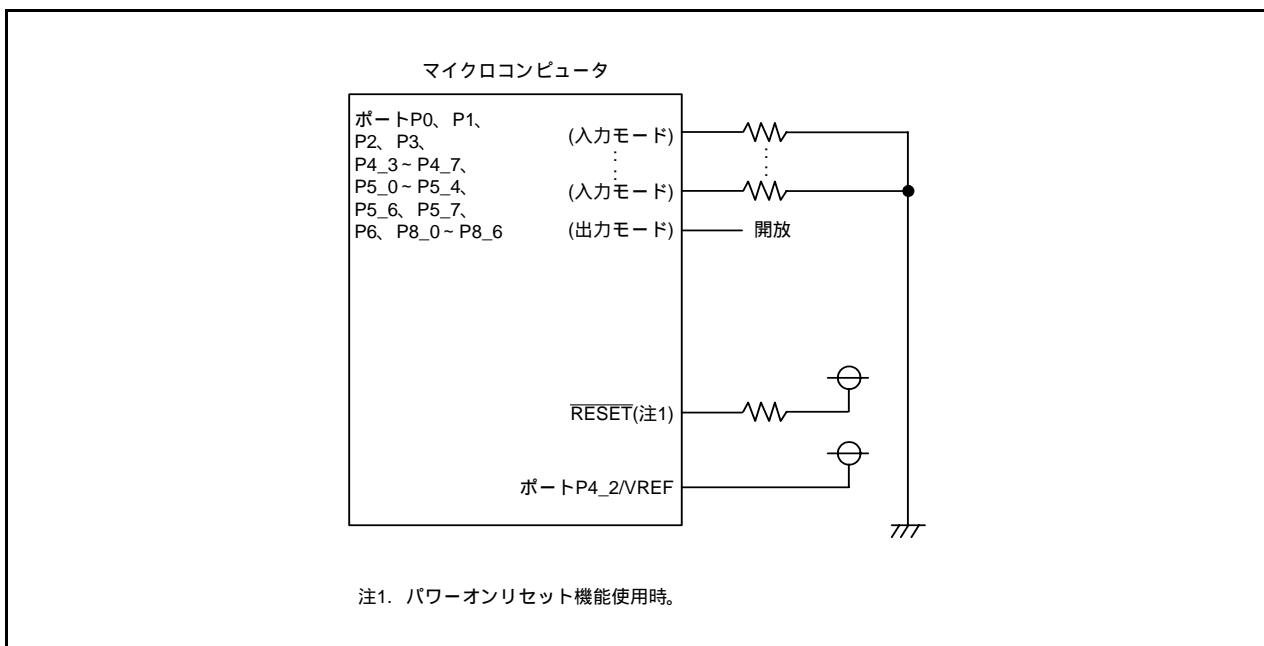 マイクロコンピュータ
ポートP0、P1、
P2、P3、
P4_3~P4_7、
P5_0~P5_4、
P5_6、P5_7、
P6、P8_0~P8_6
(入力モード)
(入力モード)
(出力モード)
開放
RESET(注1)
ポートP4_2/VREF
注1. パワーオンリセット機能使用時。